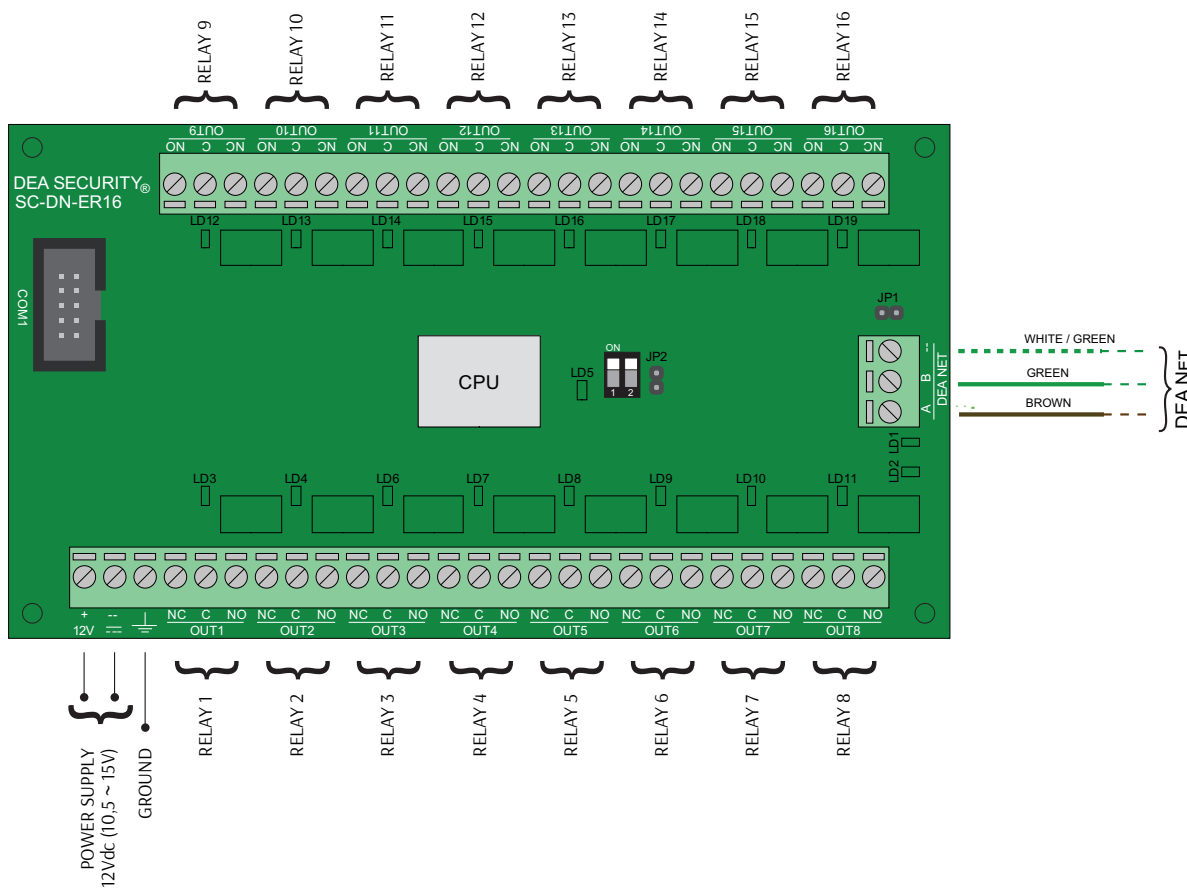 RELAY 9
RELAY 10
RELAY 11
RELAY 12
RELAY 13
RELAY 14
RELAY 15
RELAY 16
OUT9
OUT10
OUT11
OUT12
OUT13
OUT14
OUT15
OUT16
NO C NC NO C NC NO C NC NO C NC NO C NC NO C NC NO C NC NO C NC
DEA SECURITY®
SC-DN-ER16
LD12
LD13
LD14
LD15
LD16
LD17
LD18
LD19
COM1
CPU
LD5
ON
1 2
JP2
JP1
--
B
A
DEA NET
WHITE / GREEN
GREEN
BROWN
DEA NET
LD1
LD2
LD3
LD4
LD6
LD7
LD8
LD9
LD10
LD11
+ --
12V
NC C NO NC C NO NC C NO NC C NO NC C NO NC C NO NC C NO NC C NO
OUT1
OUT2
OUT3
OUT4
OUT5
OUT6
OUT7
OUT8
POWER SUPPLY
12Vdc (10,5 ~ 15V)
GROUND
RELAY 1
RELAY 2
RELAY 3
RELAY 4
RELAY 5
RELAY 6
RELAY 7
RELAY 8